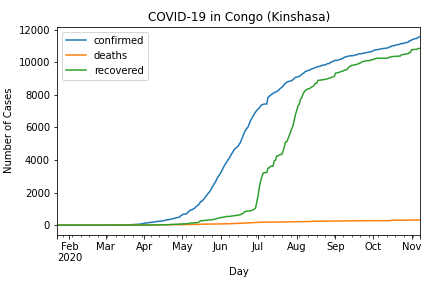 COVID-19 in Congo (Kinshasa)
12000
10000
8000
6000
4000
2000
0
Number of Cases
confirmed
deaths
recovered
Feb Mar Apr May Jun Jul Aug Sep Oct Nov
2020
Day